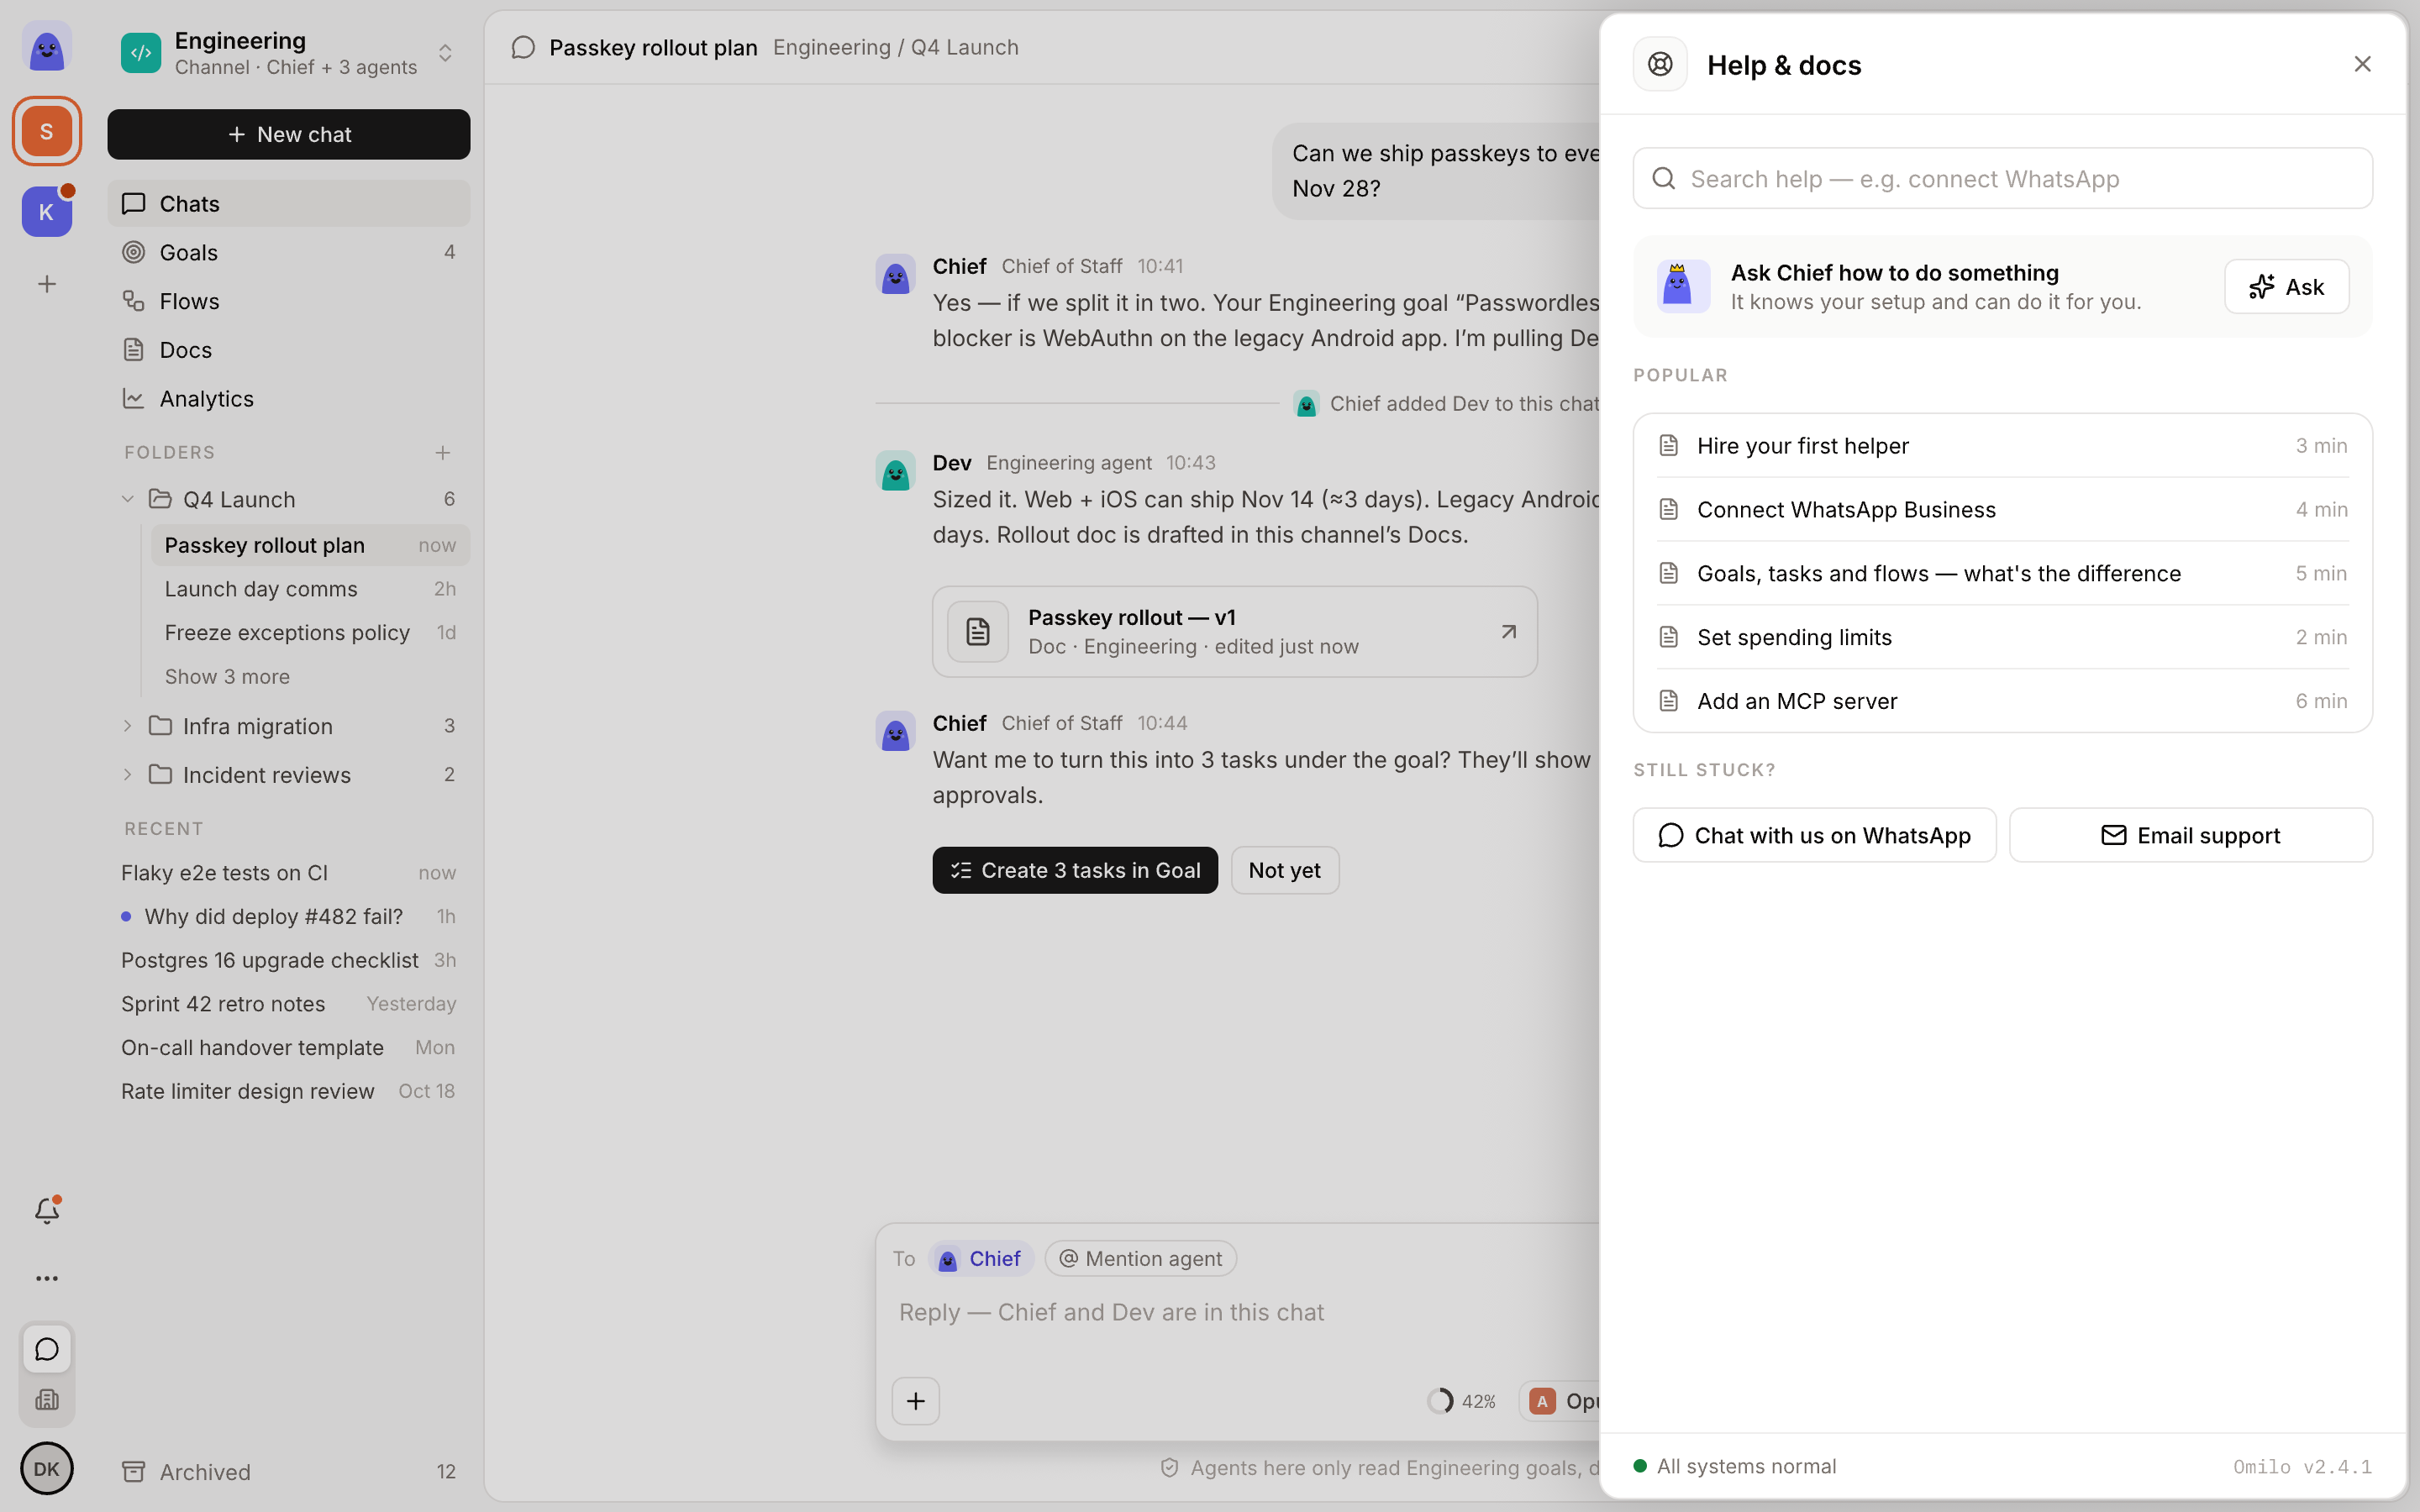 S
K
DK
Engineering
Channel · Chief + 3 agents
New chat
Chats
Goals 4
Flows
Docs
Analytics
FOLDERS
Q4 Launch 6
Passkey rollout plan now
Launch day comms 2h
Freeze exceptions policy 1d
Show 3 more
Infra migration 3
Incident reviews 2
RECENT
Flaky e2e tests on CI now
Why did deploy #482 fail? 1h
Postgres 16 upgrade checklist 3h
Sprint 42 retro notes Yesterday
On-call handover template Mon
Rate limiter design review Oct 18
Archived 12
Passkey rollout plan Engineering / Q4 Launch
Can we ship passkeys to eve
Nov 28?
Chief Chief of Staff 10:41
Yes — if we split it in two. Your Engineering goal “Passwordles
blocker is WebAuthn on the legacy Android app. I’m pulling De
Chief added Dev to this chat
Dev Engineering agent 10:43
Sized it. Web + iOS can ship Nov 14 (≈3 days). Legacy Android
days. Rollout doc is drafted in this channel’s Docs.
Passkey rollout — v1
Doc · Engineering · edited just now
Chief Chief of Staff 10:44
Want me to turn this into 3 tasks under the goal? They’ll show
approvals.
Create 3 tasks in Goal Not yet
To Chief Mention agent
Reply — Chief and Dev are in this chat
42% A Opu
Agents here only read Engineering goals, d
Help & docs
Search help — e.g. connect WhatsApp
Ask Chief how to do something
It knows your setup and can do it for you.
Ask
POPULAR
Hire your first helper 3 min
Connect WhatsApp Business 4 min
Goals, tasks and flows — what's the difference 5 min
Set spending limits 2 min
Add an MCP server 6 min
STILL STUCK?
Chat with us on WhatsApp Email support
All systems normal Omilo v2.4.1